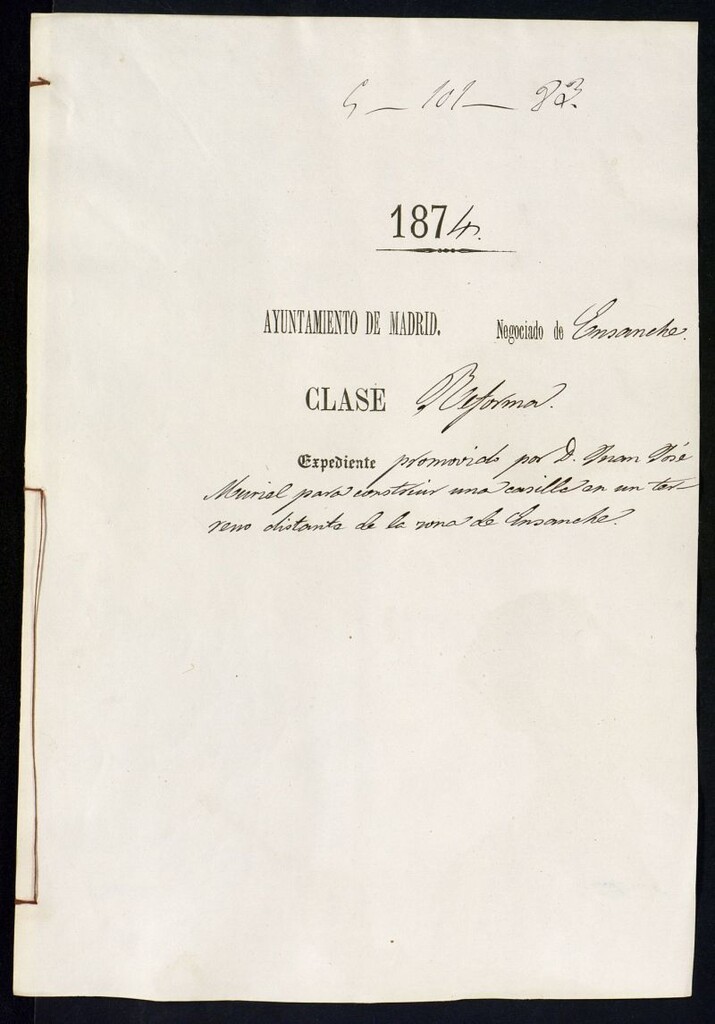 5 - 101 - 83.
1874.
AYUNTAMIENTO DE MADRID. Negociado de Ensanche.
CLASE Reforma.
Expediente promovido por D. Juan José
Muriel para construir una casilla en un ter-
reno distante de la zona de Ensanche.